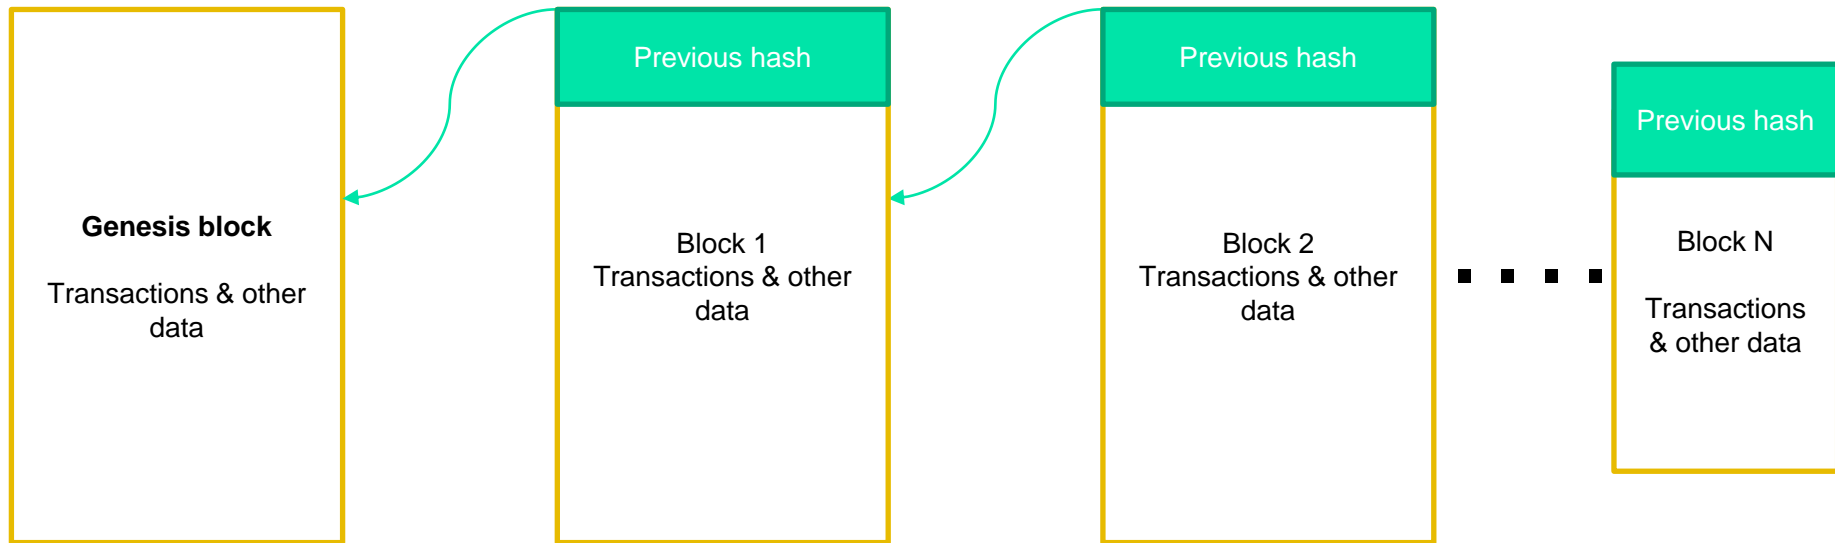 Genesis block
Transactions & other
data
Previous hash
Block 1
Transactions & other
data
Previous hash
Block 2
Transactions & other
data
Previous hash
Block N
Transactions
& other data